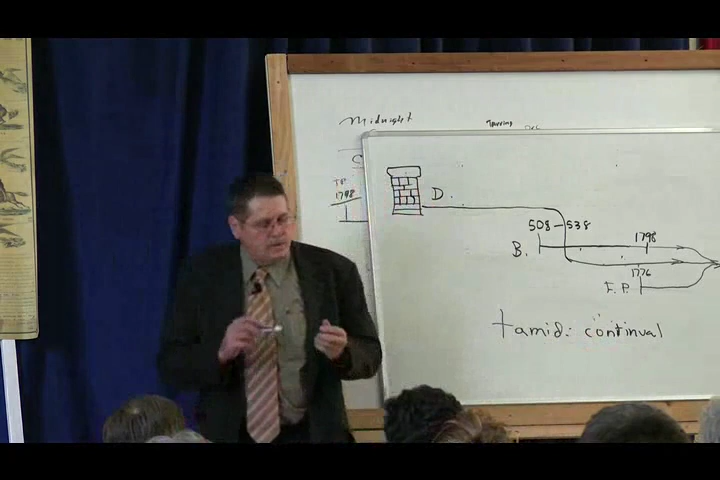 Midnight
C
1798
D.
508 - 538
B.
1798
1776
F.P.
tamid: continual